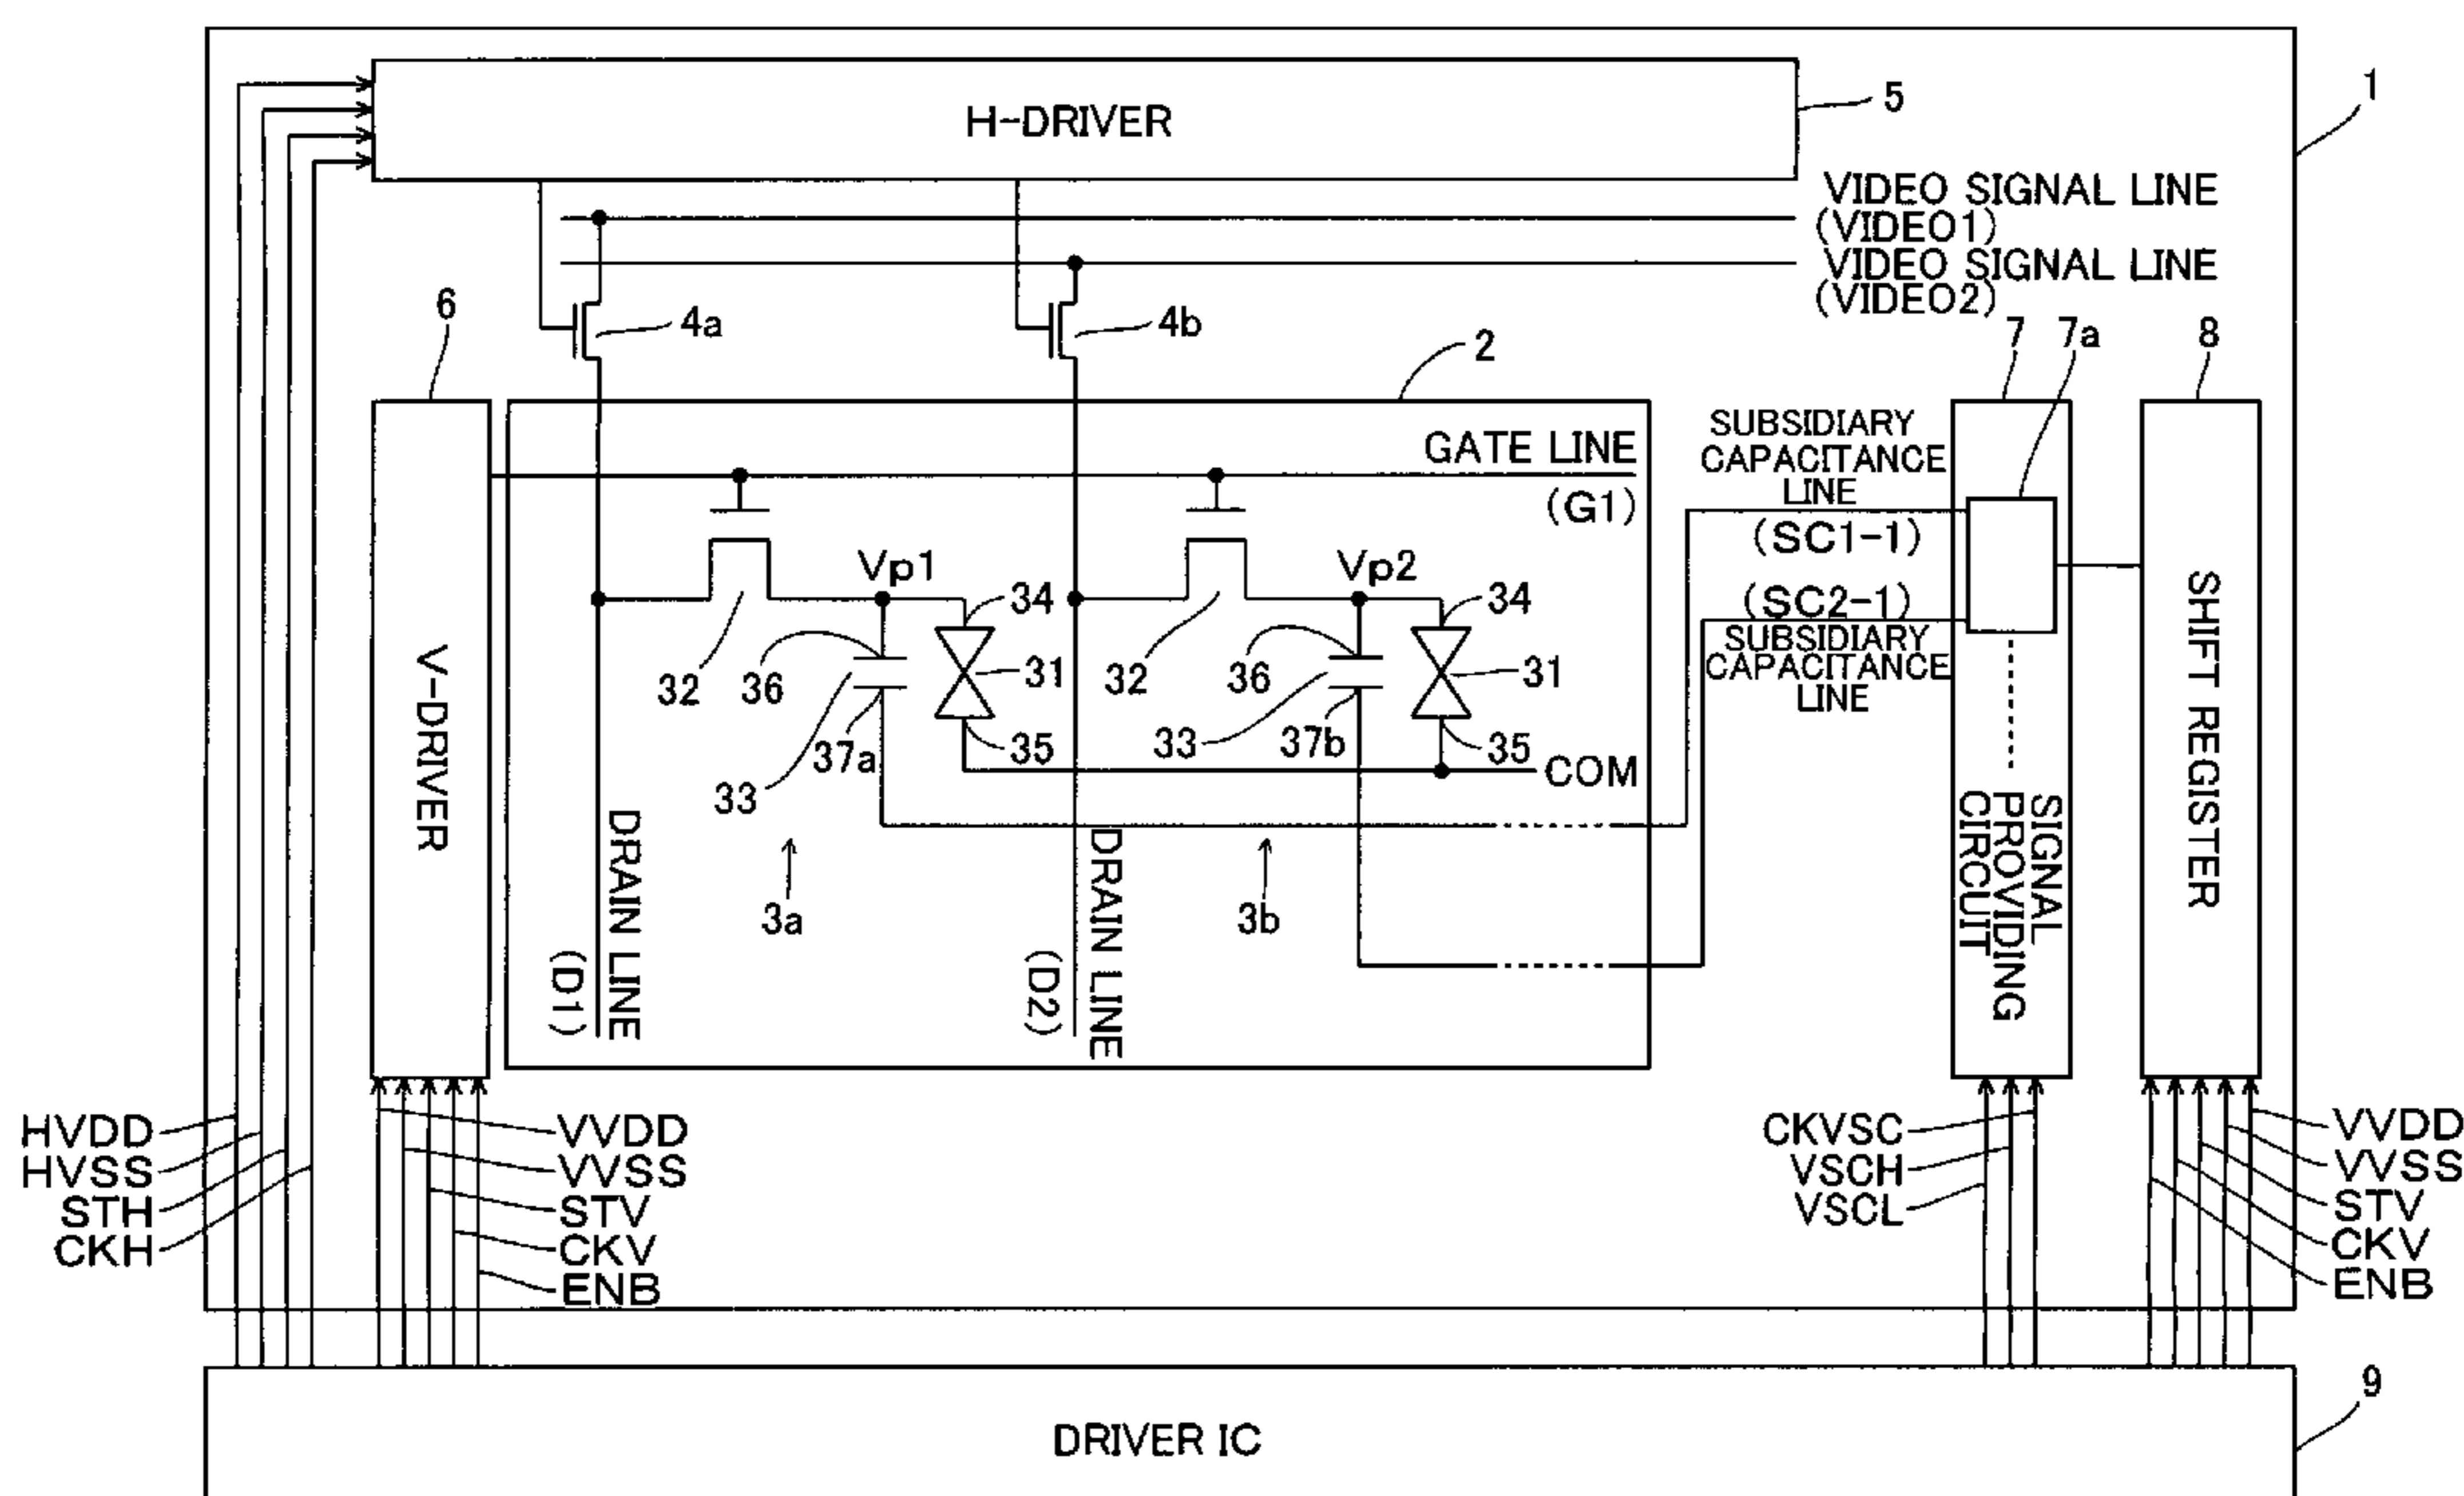 1
H-DRIVER
5
VIDEO SIGNAL LINE
(VIDEO1)
VIDEO SIGNAL LINE
(VIDEO2)
6
4a
4b
2
7
7a
8
SUBSIDIARY
CAPACITANCE
LINE
GATE LINE
(G1)
(SC1-1)
Vp1
Vp2
34
34
(SC2-1)
SUBSIDIARY
CAPACITANCE
LINE
32
36
31
32
36
31
33
37a
35
33
37b
35
COM
V-DRIVER
DRAIN LINE
(D1)
3a
DRAIN LINE
(D2)
3b
SIGNAL
PROVIDING
CIRCUIT
SHIFT REGISTER
HVDD
HVSS
STH
CKH
VVDD
VVSS
STV
CKV
ENB
CKVSC
VSCH
VSCL
VVDD
VVSS
STV
CKV
ENB
9
DRIVER IC